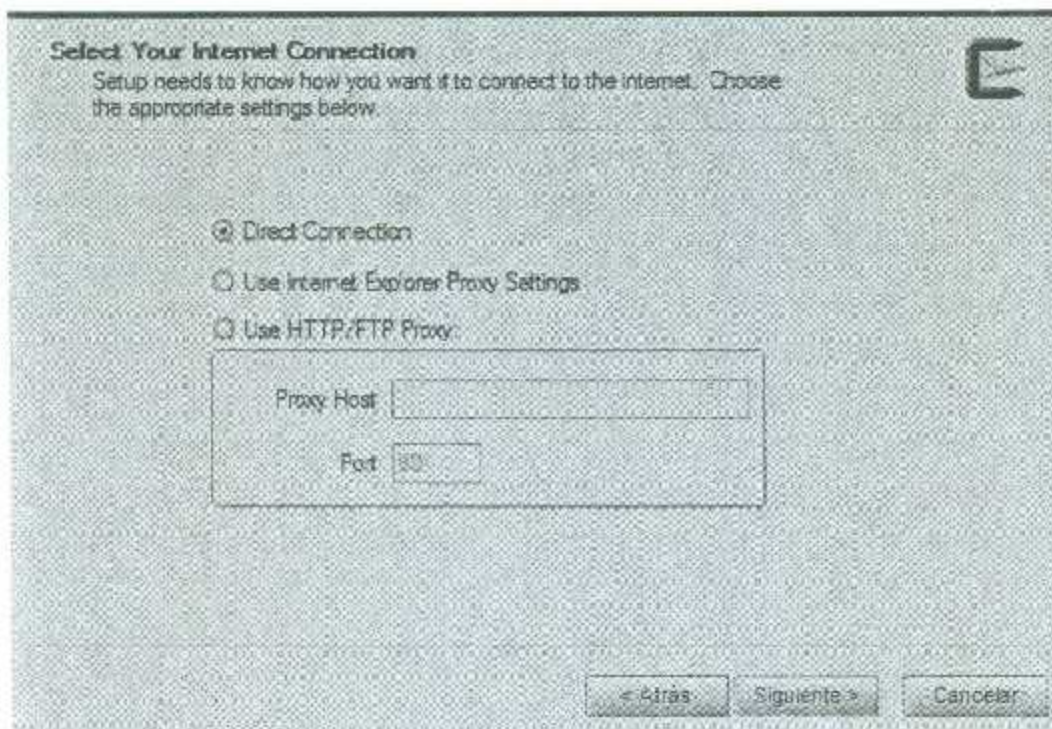 Select Your Internet Connection
Setup needs to know how you want it to connect to the internet. Choose
the appropriate settings below.
Direct Connection
Use Internet Explorer Proxy Settings
Use HTTP/FTP Proxy:
Proxy Host
Port 80
< Atrás Siguiente > Cancelar